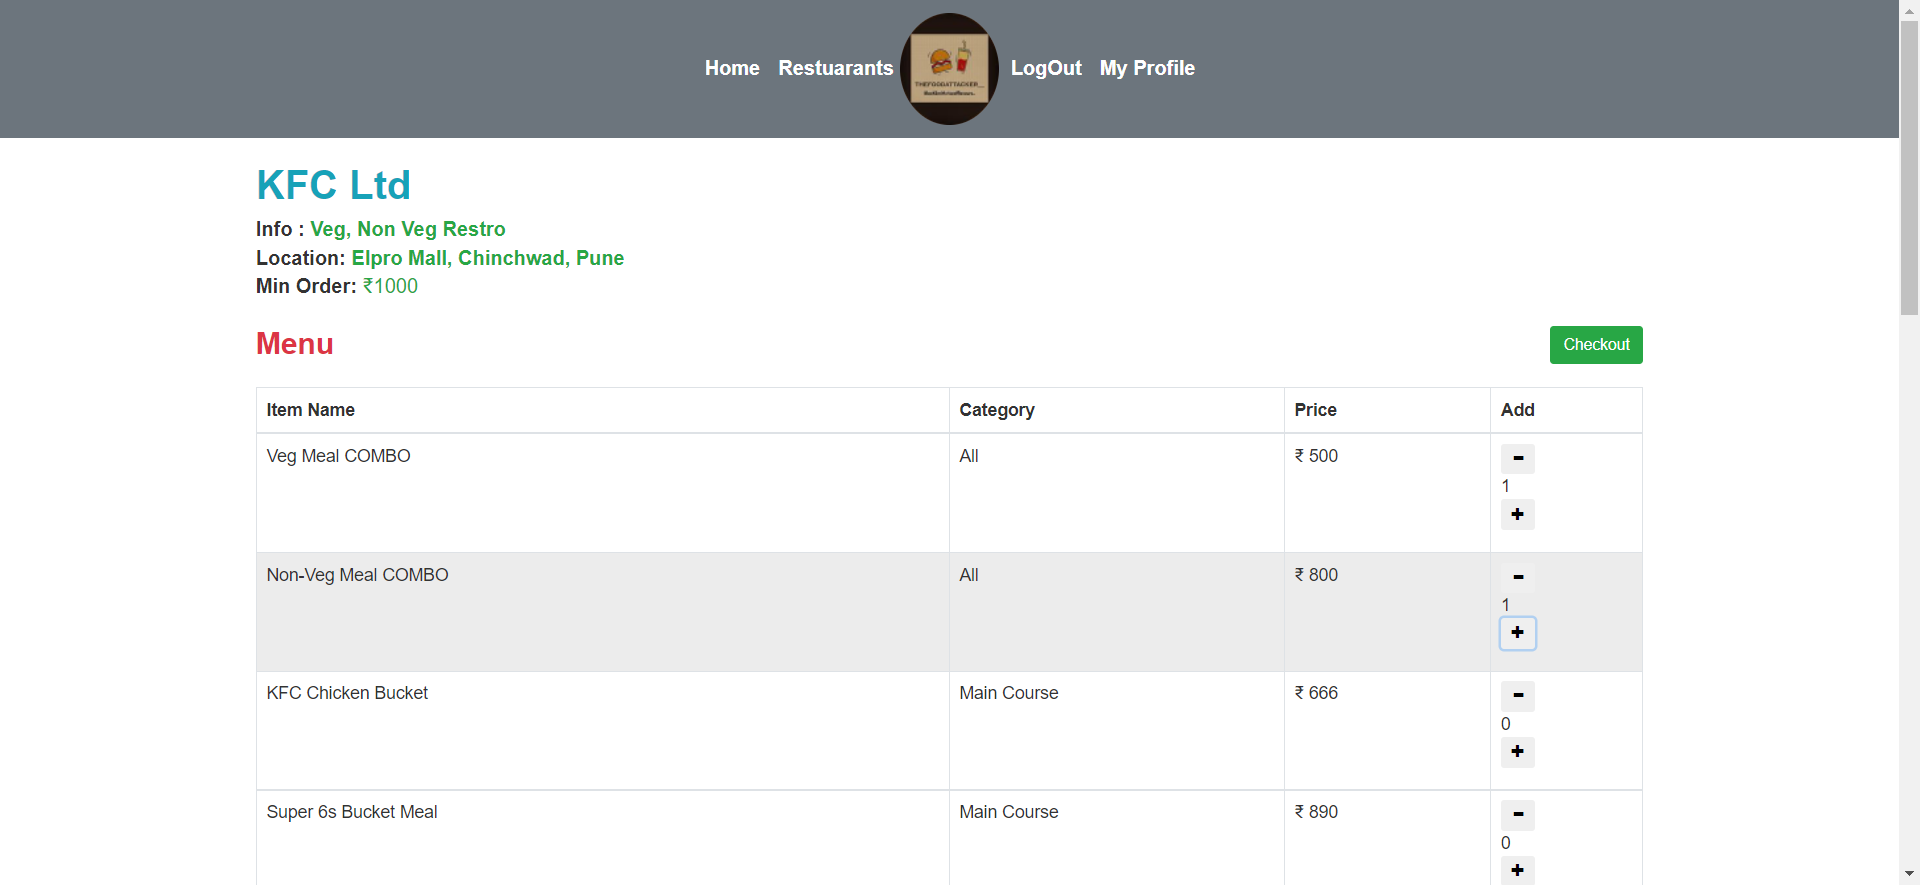 Home Restuarants THEFOODATTACKER_ LogOut My Profile
KFC Ltd
Info : Veg, Non Veg Restro
Location: Elpro Mall, Chinchwad, Pune
Min Order: ₹1000
Menu Checkout
Item Name Category Price Add
Veg Meal COMBO All ₹ 500 -
1
+
Non-Veg Meal COMBO All ₹ 800 -
1
+
KFC Chicken Bucket Main Course ₹ 666 -
0
+
Super 6s Bucket Meal Main Course ₹ 890 -
0
+